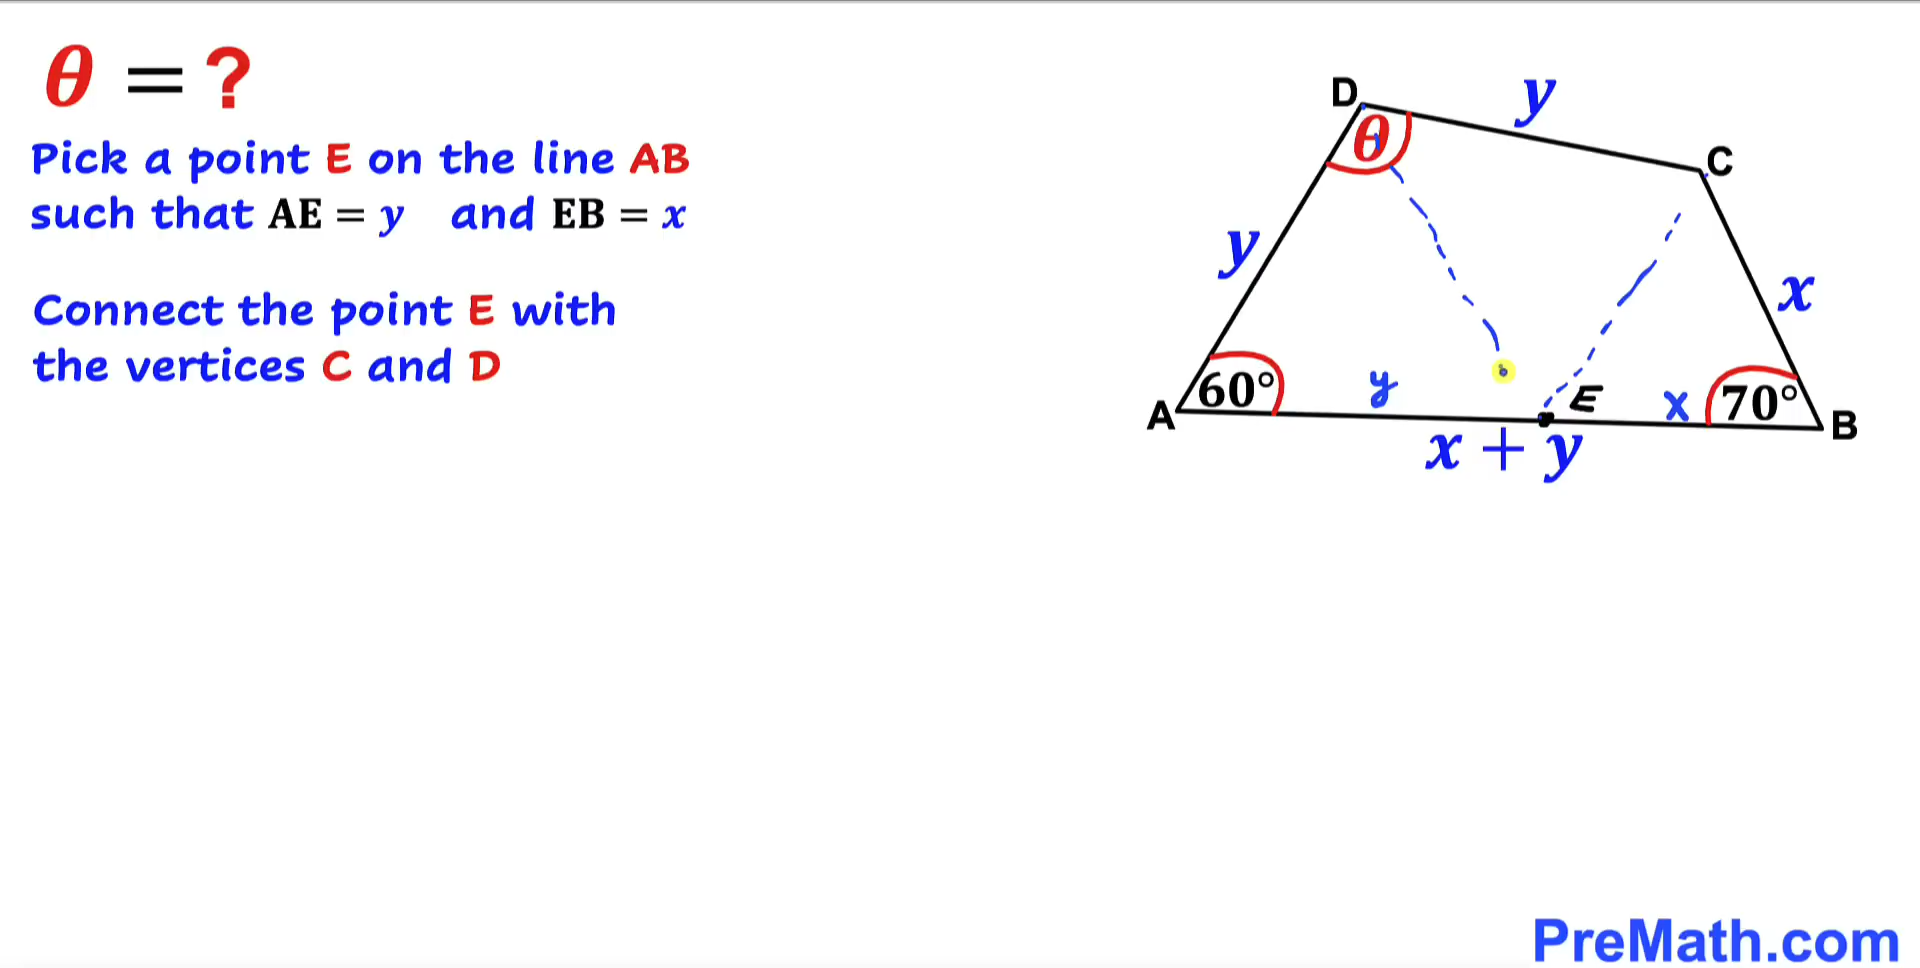 θ = ?
Pick a point E on the line AB
such that AE = y and EB = x
Connect the point E with
the vertices C and D
D
y
C
θ
y
x
A
60°
y
E
x
70°
B
x + y
PreMath.com